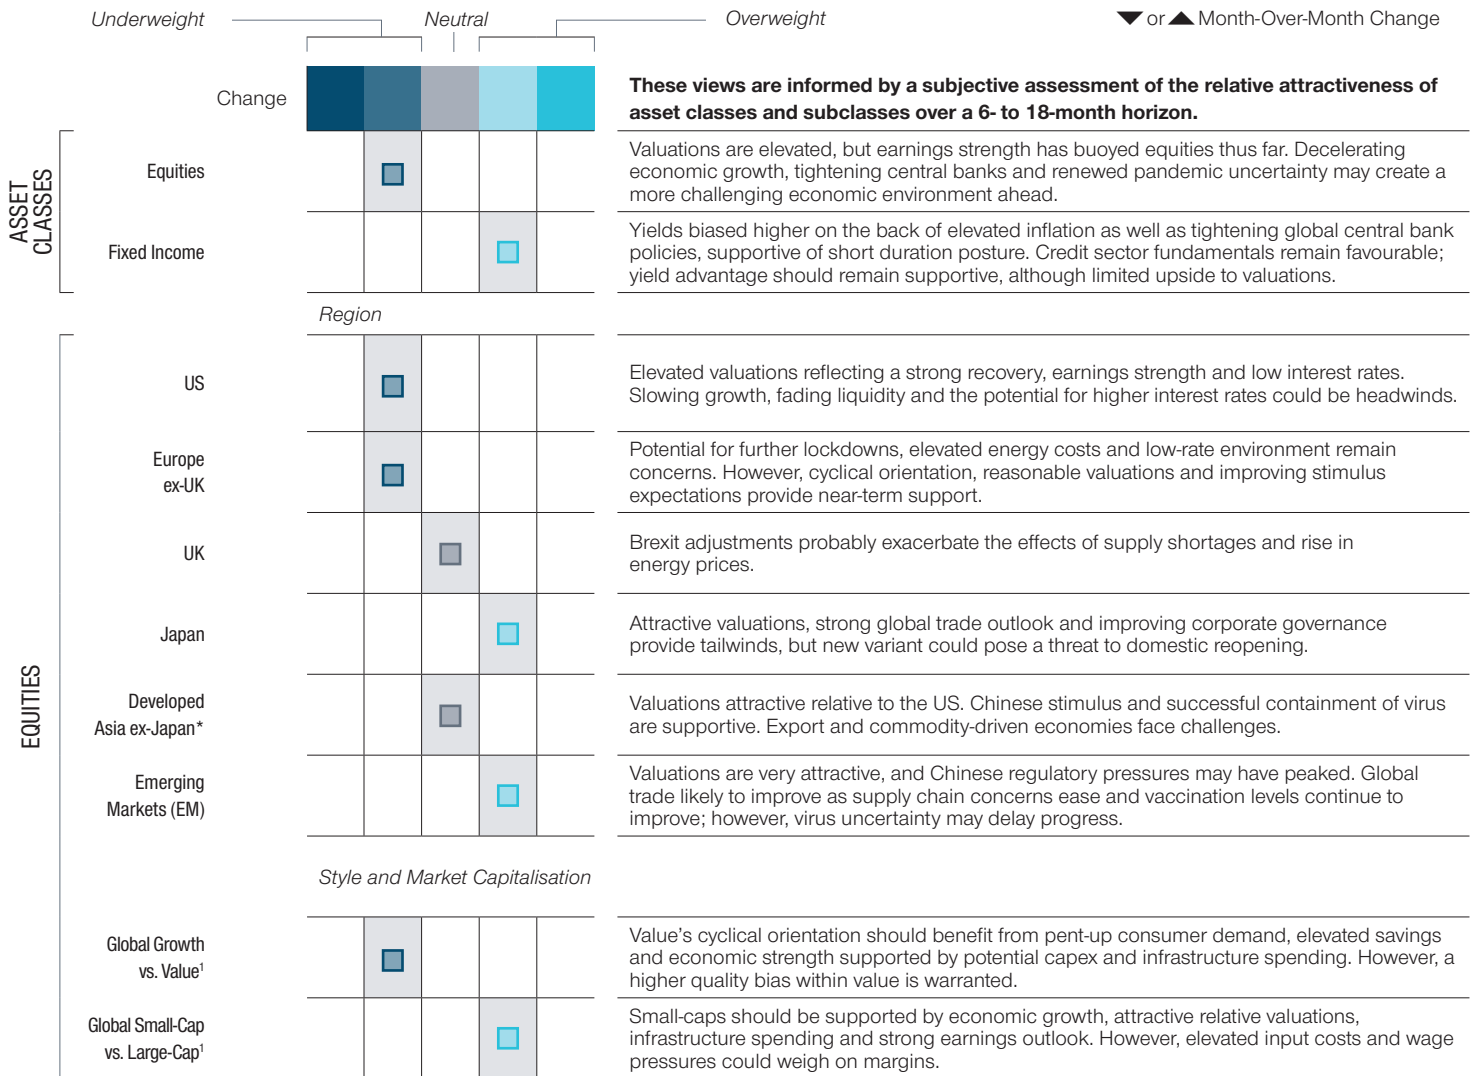 Underweight
Neutral
Overweight
▼ or ▲ Month-Over-Month Change
Change
These views are informed by a subjective assessment of the relative attractiveness of
asset classes and subclasses over a 6- to 18-month horizon.
ASSET
CLASSES
Equities
Valuations are elevated, but earnings strength has buoyed equities thus far. Decelerating
economic growth, tightening central banks and renewed pandemic uncertainty may create a
more challenging economic environment ahead.
Fixed Income
Yields biased higher on the back of elevated inflation as well as tightening global central bank
policies, supportive of short duration posture. Credit sector fundamentals remain favourable;
yield advantage should remain supportive, although limited upside to valuations.
Region
EQUITIES
US
Elevated valuations reflecting a strong recovery, earnings strength and low interest rates.
Slowing growth, fading liquidity and the potential for higher interest rates could be headwinds.
Europe
ex-UK
Potential for further lockdowns, elevated energy costs and low-rate environment remain
concerns. However, cyclical orientation, reasonable valuations and improving stimulus
expectations provide near-term support.
UK
Brexit adjustments probably exacerbate the effects of supply shortages and rise in
energy prices.
Japan
Attractive valuations, strong global trade outlook and improving corporate governance
provide tailwinds, but new variant could pose a threat to domestic reopening.
Developed
Asia ex-Japan*
Valuations attractive relative to the US. Chinese stimulus and successful containment of virus
are supportive. Export and commodity-driven economies face challenges.
Emerging
Markets (EM)
Valuations are very attractive, and Chinese regulatory pressures may have peaked. Global
trade likely to improve as supply chain concerns ease and vaccination levels continue to
improve; however, virus uncertainty may delay progress.
Style and Market Capitalisation
Global Growth
vs. Value¹
Value's cyclical orientation should benefit from pent-up consumer demand, elevated savings
and economic strength supported by potential capex and infrastructure spending. However, a
higher quality bias within value is warranted.
Global Small-Cap
vs. Large-Cap¹
Small-caps should be supported by economic growth, attractive relative valuations,
infrastructure spending and strong earnings outlook. However, elevated input costs and wage
pressures could weigh on margins.